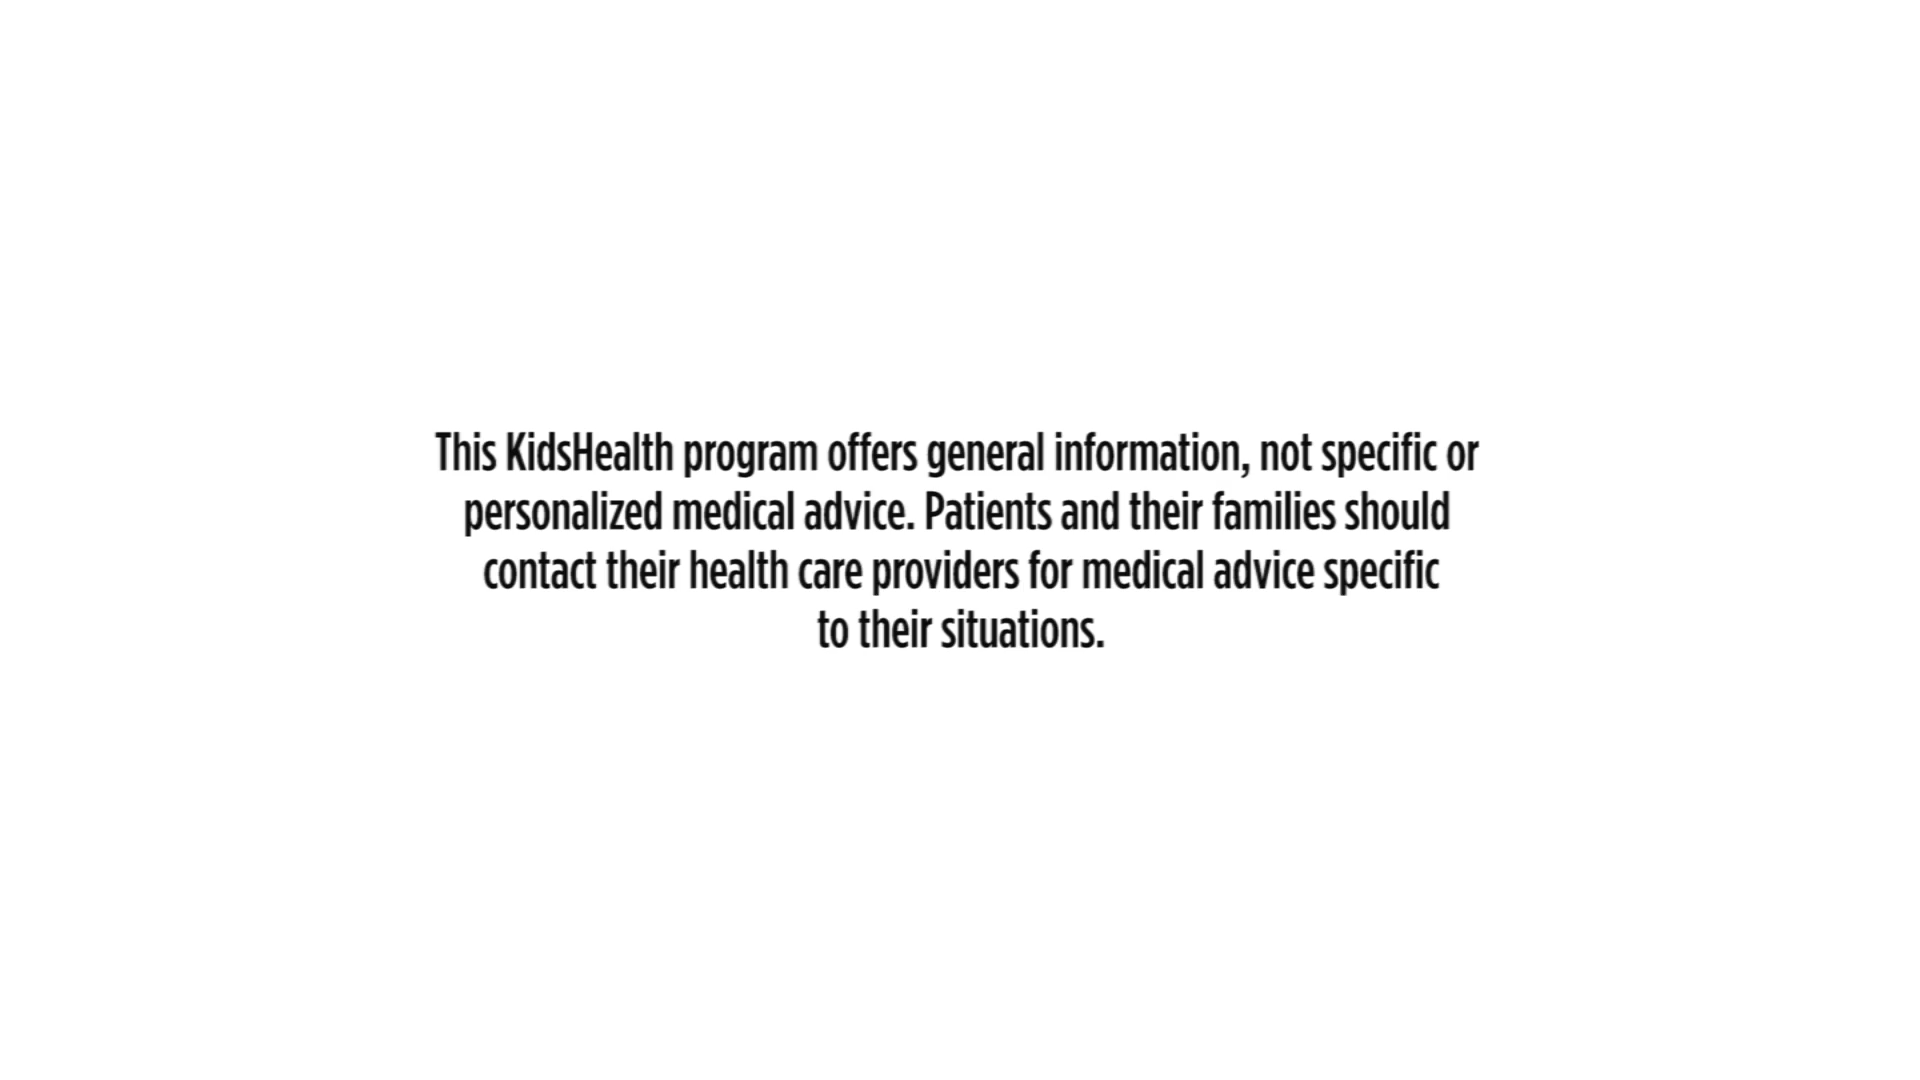 This KidsHealth program offers general information, not specific or
personalized medical advice. Patients and their families should
contact their health care providers for medical advice specific
to their situations.